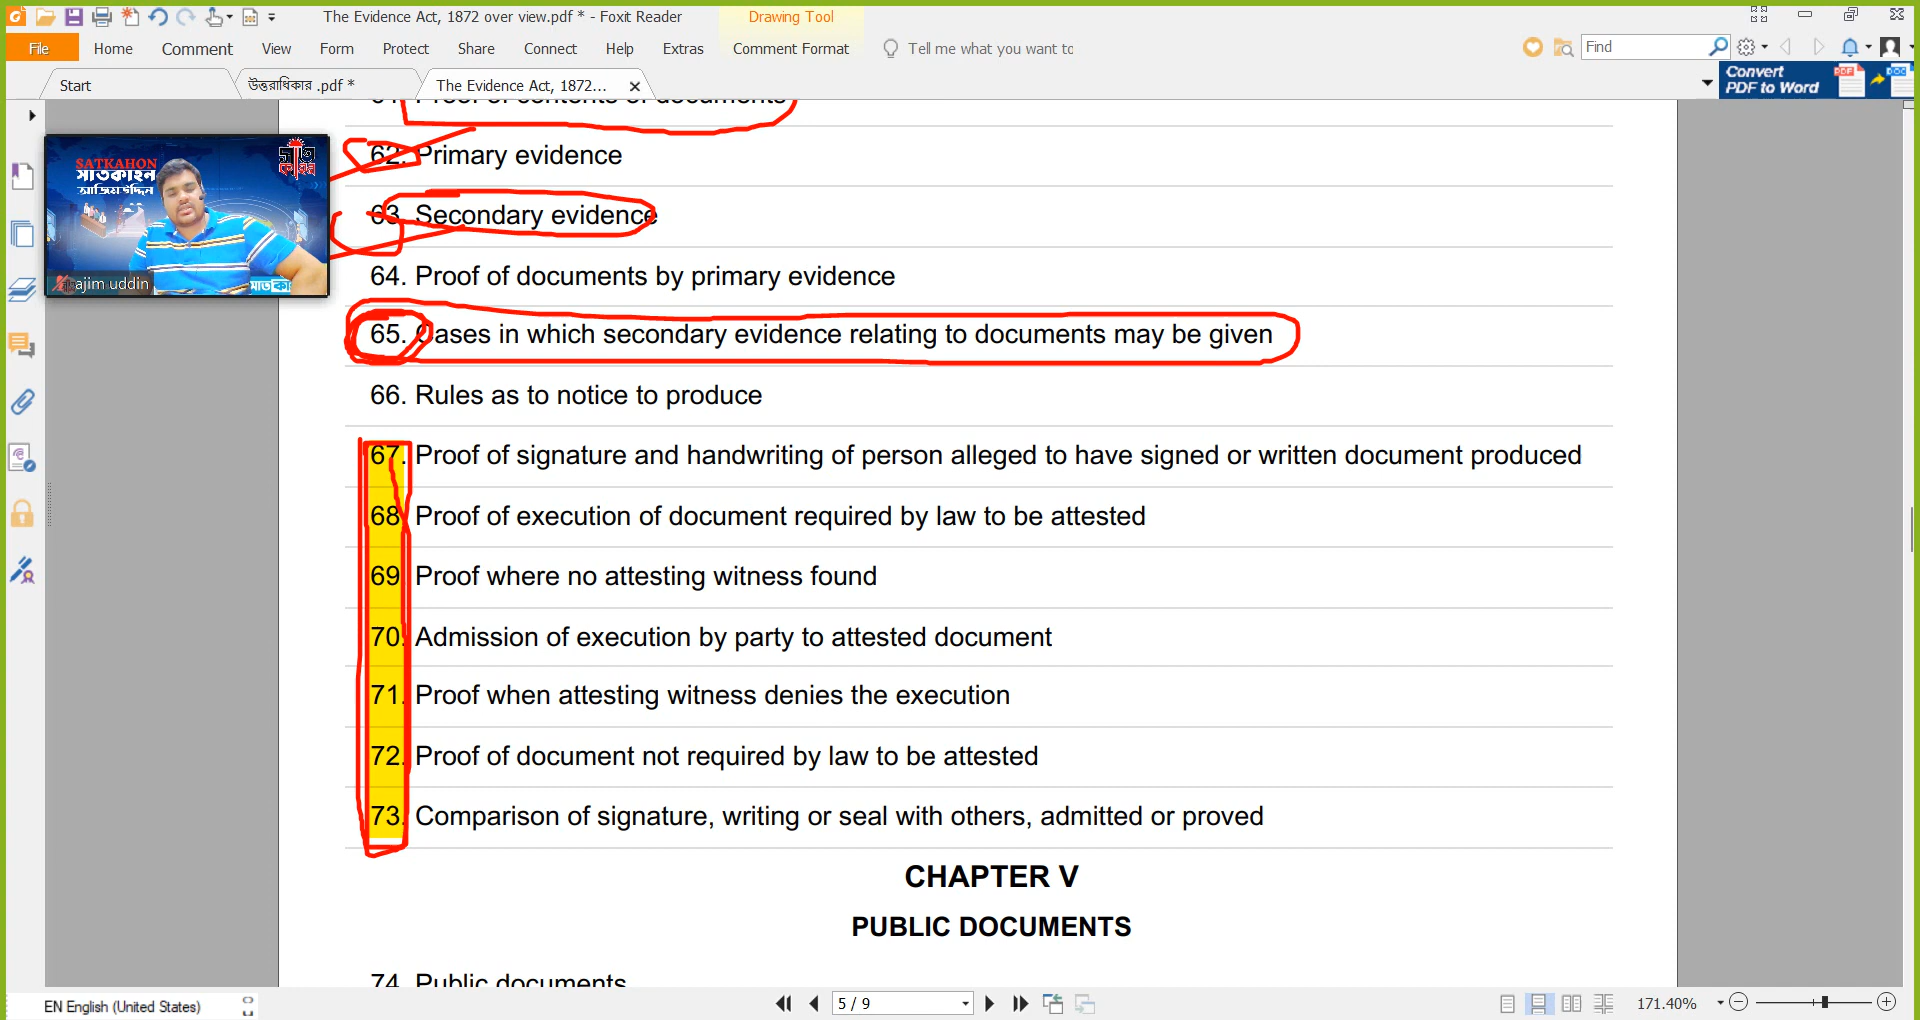 The Evidence Act, 1872 over view.pdf * - Foxit Reader
Drawing Tool
File Home Comment View Form Protect Share Connect Help Extras Comment Format Tell me what you want to
Find
Start
উত্তরাধিকার .pdf *
The Evidence Act, 1872...
Convert
PDF to Word
61. Proof of contents of documents
62. Primary evidence
63. Secondary evidence
64. Proof of documents by primary evidence
65. Cases in which secondary evidence relating to documents may be given
66. Rules as to notice to produce
67. Proof of signature and handwriting of person alleged to have signed or written document produced
68. Proof of execution of document required by law to be attested
69. Proof where no attesting witness found
70. Admission of execution by party to attested document
71. Proof when attesting witness denies the execution
72. Proof of document not required by law to be attested
73. Comparison of signature, writing or seal with others, admitted or proved
CHAPTER V
PUBLIC DOCUMENTS
74. Public documents
SATKAHON
সাতকাহন
আজিম উদ্দিন
ajim uddin
EN English (United States)
5 / 9
171.40%